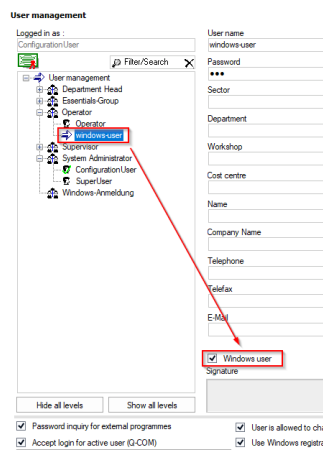 User management
Logged in as :
ConfigurationUser
Filter/Search
User management
Department Head
Essentials-Group
Operator
Operator
windows-user
Supervisor
System Administrator
ConfigurationUser
SuperUser
Windows-Anmeldung
Hide all levels
Show all levels
User name
windows-user
Password
Sector
Department
Workshop
Cost centre
Name
Company Name
Telephone
Telefax
E-Mail
Windows user
Signature
Password inquiry for external programmes
User is allowed to cha
Accept login for active user (Q-COM)
Use Windows registra